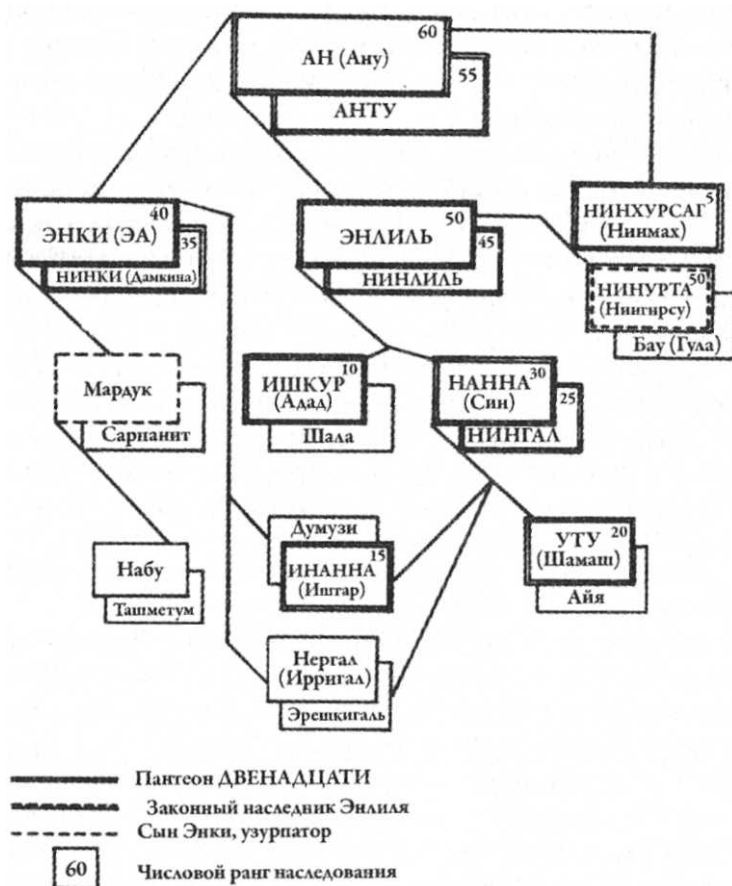 60
АН (Ану)
55
АНТУ
40
ЭНКИ (ЭА)
35
НИНКИ (Дамкина)
50
ЭНЛИЛЬ
45
НИНЛИЛЬ
5
НИНХУРСАГ
(Нинмах)
50
НИНУРТА
(Нингирсу)
Бау (Гула)
Мардук
Сарпанит
10
ИШКУР
(Адад)
Шала
30
НАННА
(Син)
25
НИНГАЛ
Набу
Ташметум
Думузи
15
ИНАННА
(Иштар)
20
УТУ
(Шамаш)
Айя
Нергал
(Ирригал)
Эрешкигаль
Пантеон ДВЕНАДЦАТИ
Законный наследник Энлиля
Сын Энки, узурпатор
60 Числовой ранг наследования